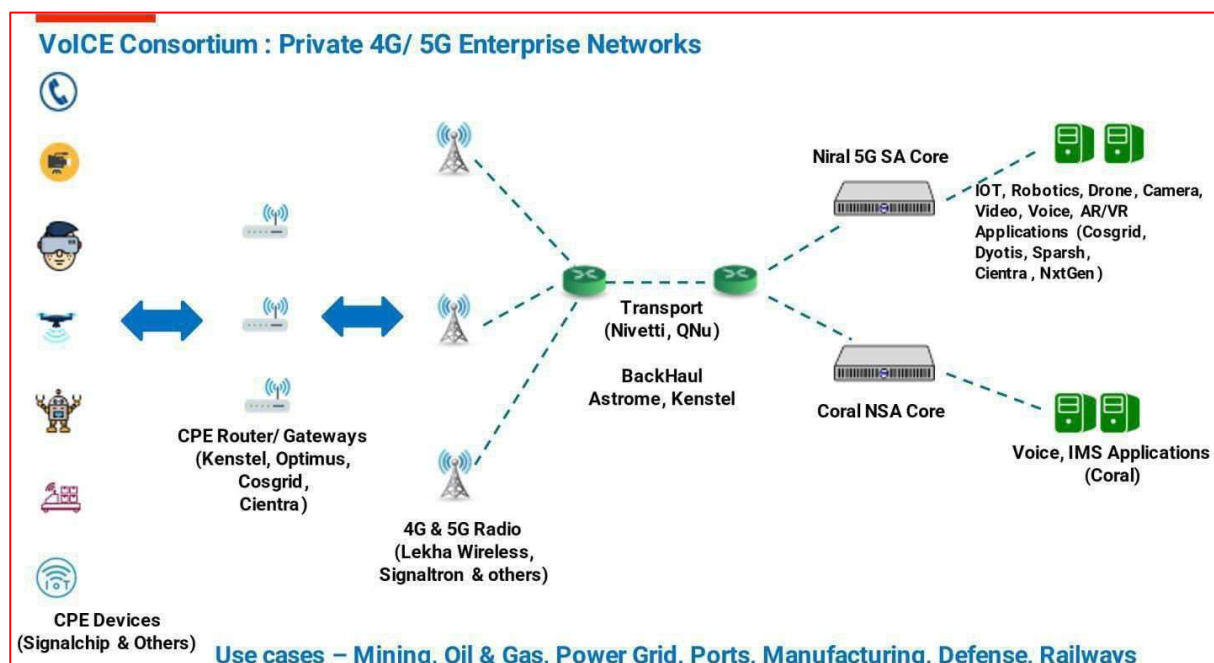 VoICE Consortium : Private 4G/ 5G Enterprise Networks
Niral 5G SA Core
IOT, Robotics, Drone, Camera,
Video, Voice, AR/VR
Applications (Cosgrid,
Dyotis, Sparsh,
Cientra , NxtGen)
Transport
(Nivetti, QNu)
BackHaul
Astrome, Kenstel
Coral NSA Core
CPE Router/ Gateways
(Kenstel, Optimus,
Cosgrid,
Cientra)
Voice, IMS Applications
(Coral)
4G & 5G Radio
(Lekha Wireless,
Signaltron & others)
IoT
CPE Devices
(Signalchip & Others)
Use cases – Mining, Oil & Gas, Power Grid, Ports, Manufacturing, Defense, Railways